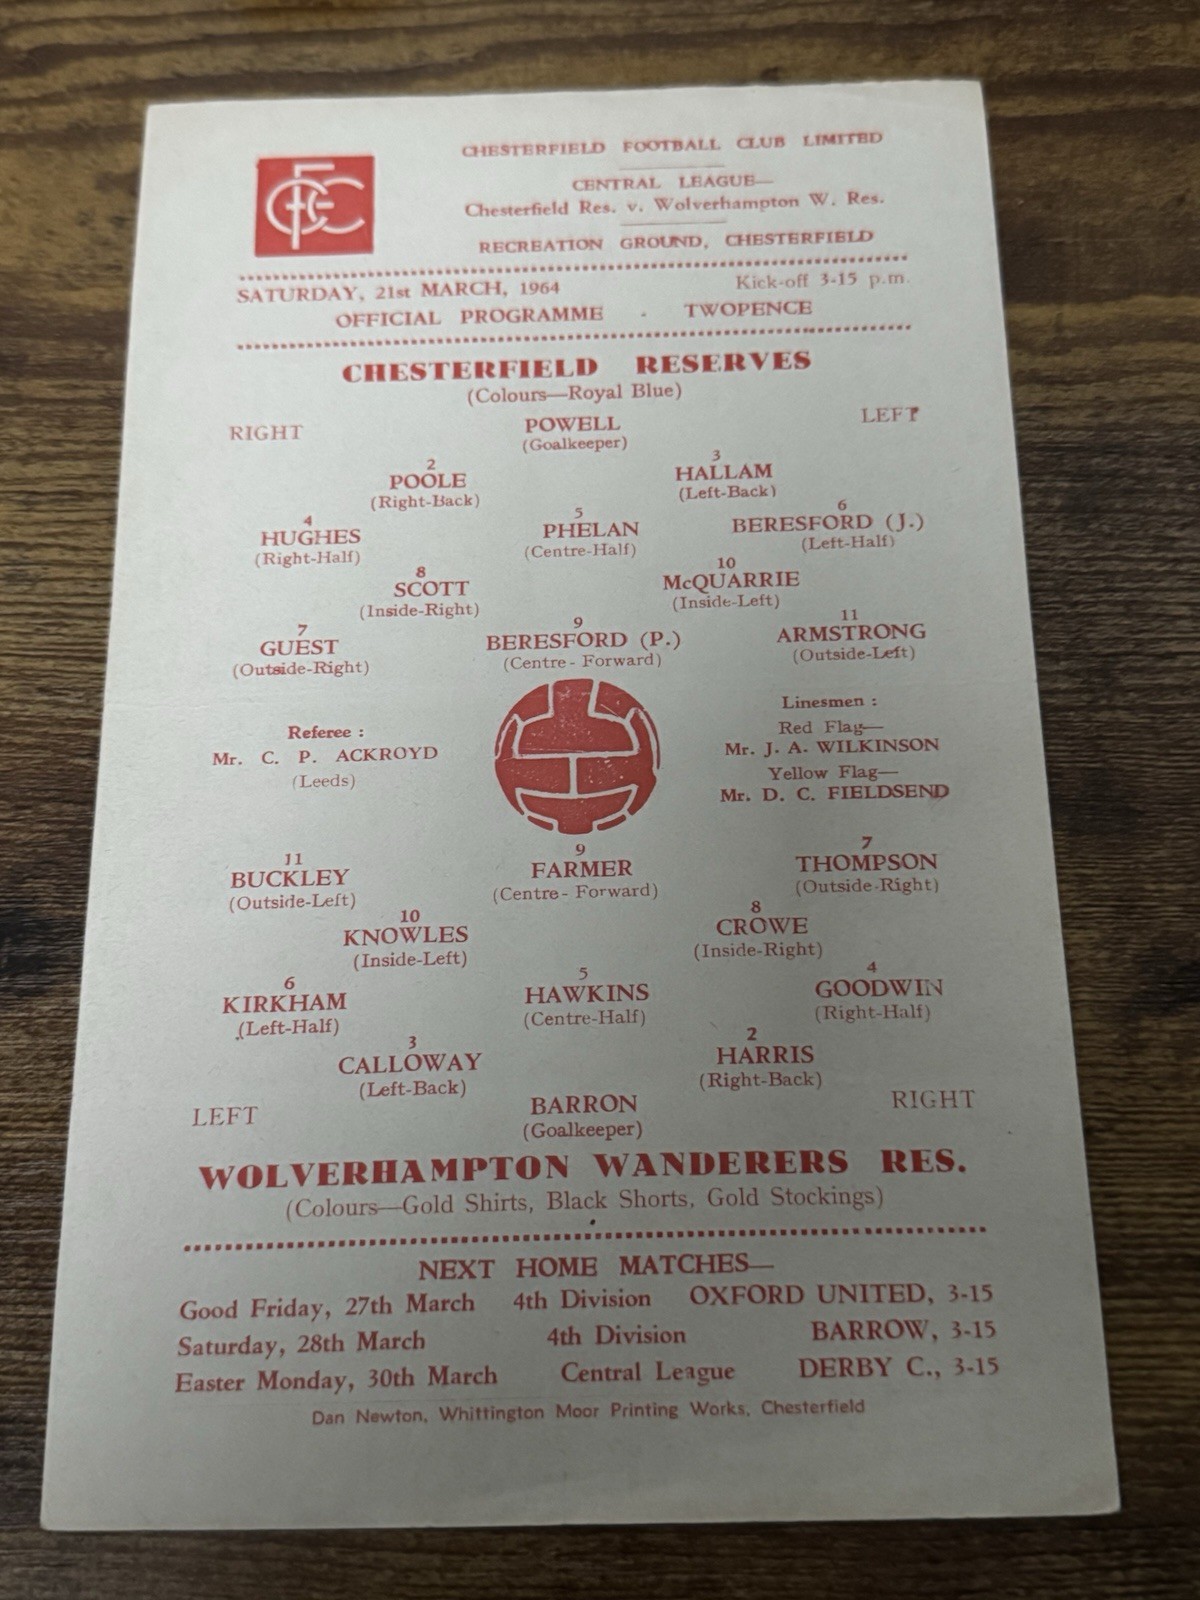 FCFC
CHESTERFIELD FOOTBALL CLUB LIMITED
CENTRAL LEAGUE—
Chesterfield Res. v. Wolverhampton W. Res.
RECREATION GROUND, CHESTERFIELD
SATURDAY, 21st MARCH, 1964 Kick-off 3-15 p.m.
OFFICIAL PROGRAMME - TWOPENCE
CHESTERFIELD RESERVES
(Colours—Royal Blue)
RIGHT POWELL LEFT
(Goalkeeper)
2 3
POOLE HALLAM
(Right-Back) (Left-Back)
4 5 6
HUGHES PHELAN BERESFORD (J.)
(Right-Half) (Centre-Half) (Left-Half)
8 10
SCOTT McQUARRIE
(Inside-Right) (Inside-Left)
7 9 11
GUEST BERESFORD (P.) ARMSTRONG
(Outside-Right) (Centre-Forward) (Outside-Left)
Referee :
Mr. C. P. ACKROYD
(Leeds)
Linesmen :
Red Flag—
Mr. J. A. WILKINSON
Yellow Flag—
Mr. D. C. FIELDSEND
11 9 7
BUCKLEY FARMER THOMPSON
(Outside-Left) (Centre-Forward) (Outside-Right)
10 8
KNOWLES CROWE
(Inside-Left) (Inside-Right)
6 5 4
KIRKHAM HAWKINS GOODWIN
(Left-Half) (Centre-Half) (Right-Half)
3 2
CALLOWAY HARRIS
(Left-Back) (Right-Back)
LEFT BARRON RIGHT
(Goalkeeper)
WOLVERHAMPTON WANDERERS RES.
(Colours—Gold Shirts, Black Shorts, Gold Stockings)
NEXT HOME MATCHES—
Good Friday, 27th March 4th Division OXFORD UNITED, 3-15
Saturday, 28th March 4th Division BARROW, 3-15
Easter Monday, 30th March Central League DERBY C., 3-15
Dan Newton, Whittington Moor Printing Works, Chesterfield